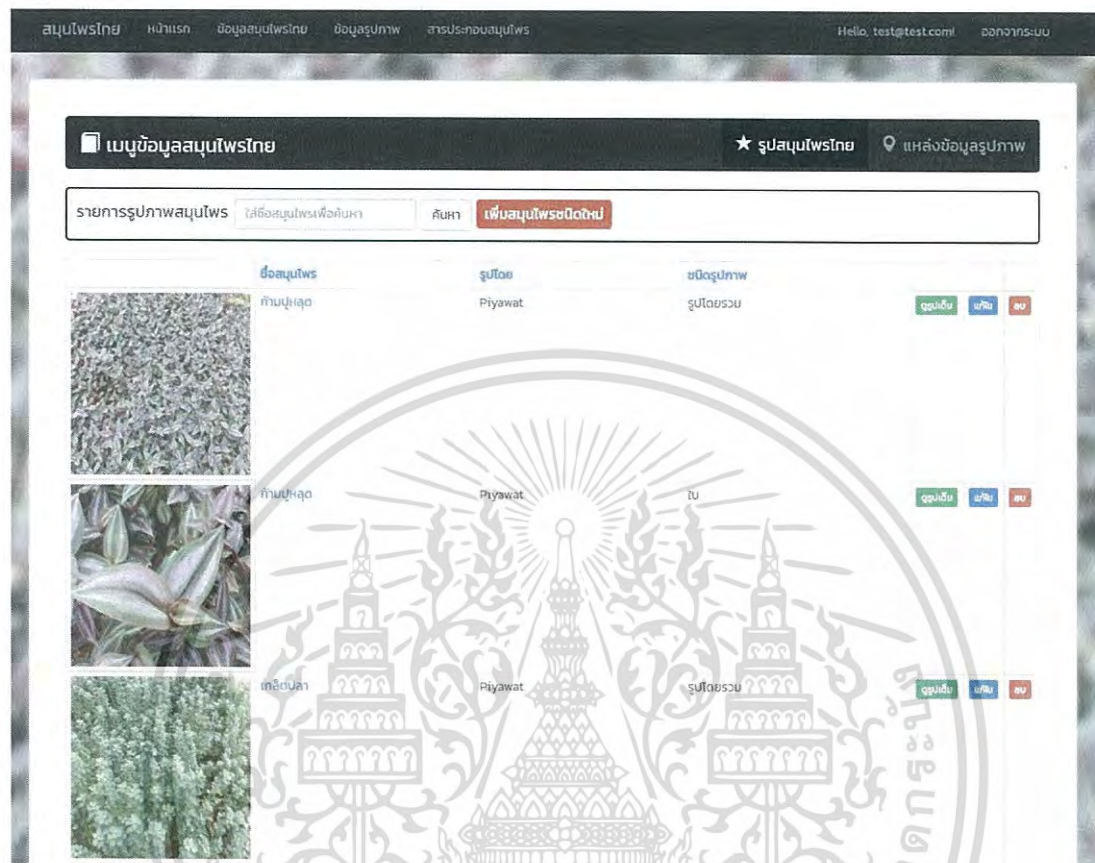 สมุนไพรไทย หน้าแรก ข้อมูลสมุนไพรไทย ข้อมูลรูปภาพ สารประกอบสมุนไพร Hello, test@test.com! ออกจากระบบ
เมนูข้อมูลสมุนไพรไทย รูปสมุนไพรไทย แหล่งข้อมูลรูปภาพ
รายการรูปภาพสมุนไพร ใส่ชื่อสมุนไพรเพื่อค้นหา ค้นหา เพิ่มสมุนไพรชนิดใหม่
ชื่อสมุนไพร รูปโดย ชนิดรูปภาพ
ก้ามปูหลุด Piyawat รูปโดยรวม ดูรูปเต็ม แก้ไข ลบ
ก้ามปูหลุด Piyawat ใบ ดูรูปเต็ม แก้ไข ลบ
เกล็ดปลา Piyawat รูปโดยรวม ดูรูปเต็ม แก้ไข ลบ